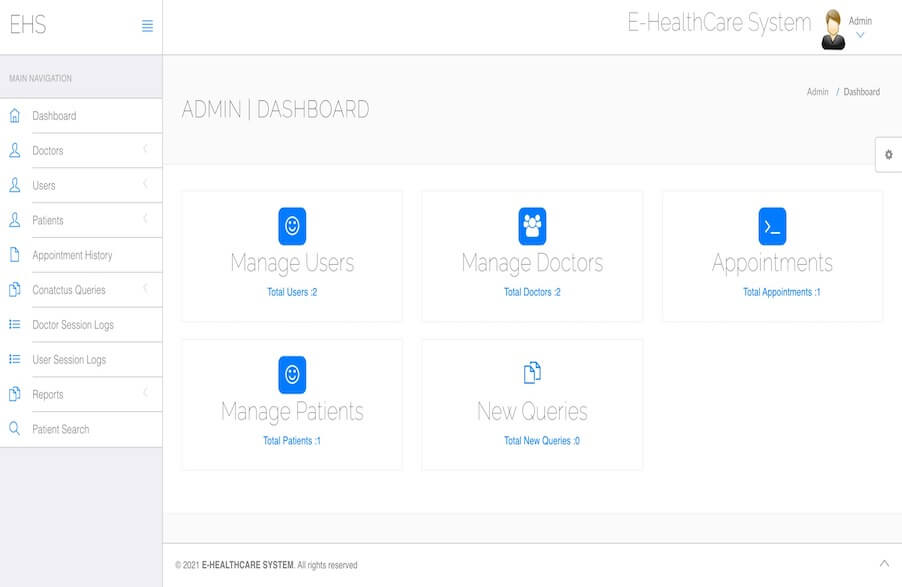 EHS
E-HealthCare System
Admin
MAIN NAVIGATION
Dashboard
Doctors
Users
Patients
Appointment History
Conatctus Queries
Doctor Session Logs
User Session Logs
Reports
Patient Search
ADMIN | DASHBOARD
Admin / Dashboard
Manage Users
Total Users :2
Manage Doctors
Total Doctors :2
Appointments
Total Appointments :1
Manage Patients
Total Patients :1
New Queries
Total New Queries :0
© 2021 E-HEALTHCARE SYSTEM. All rights reserved